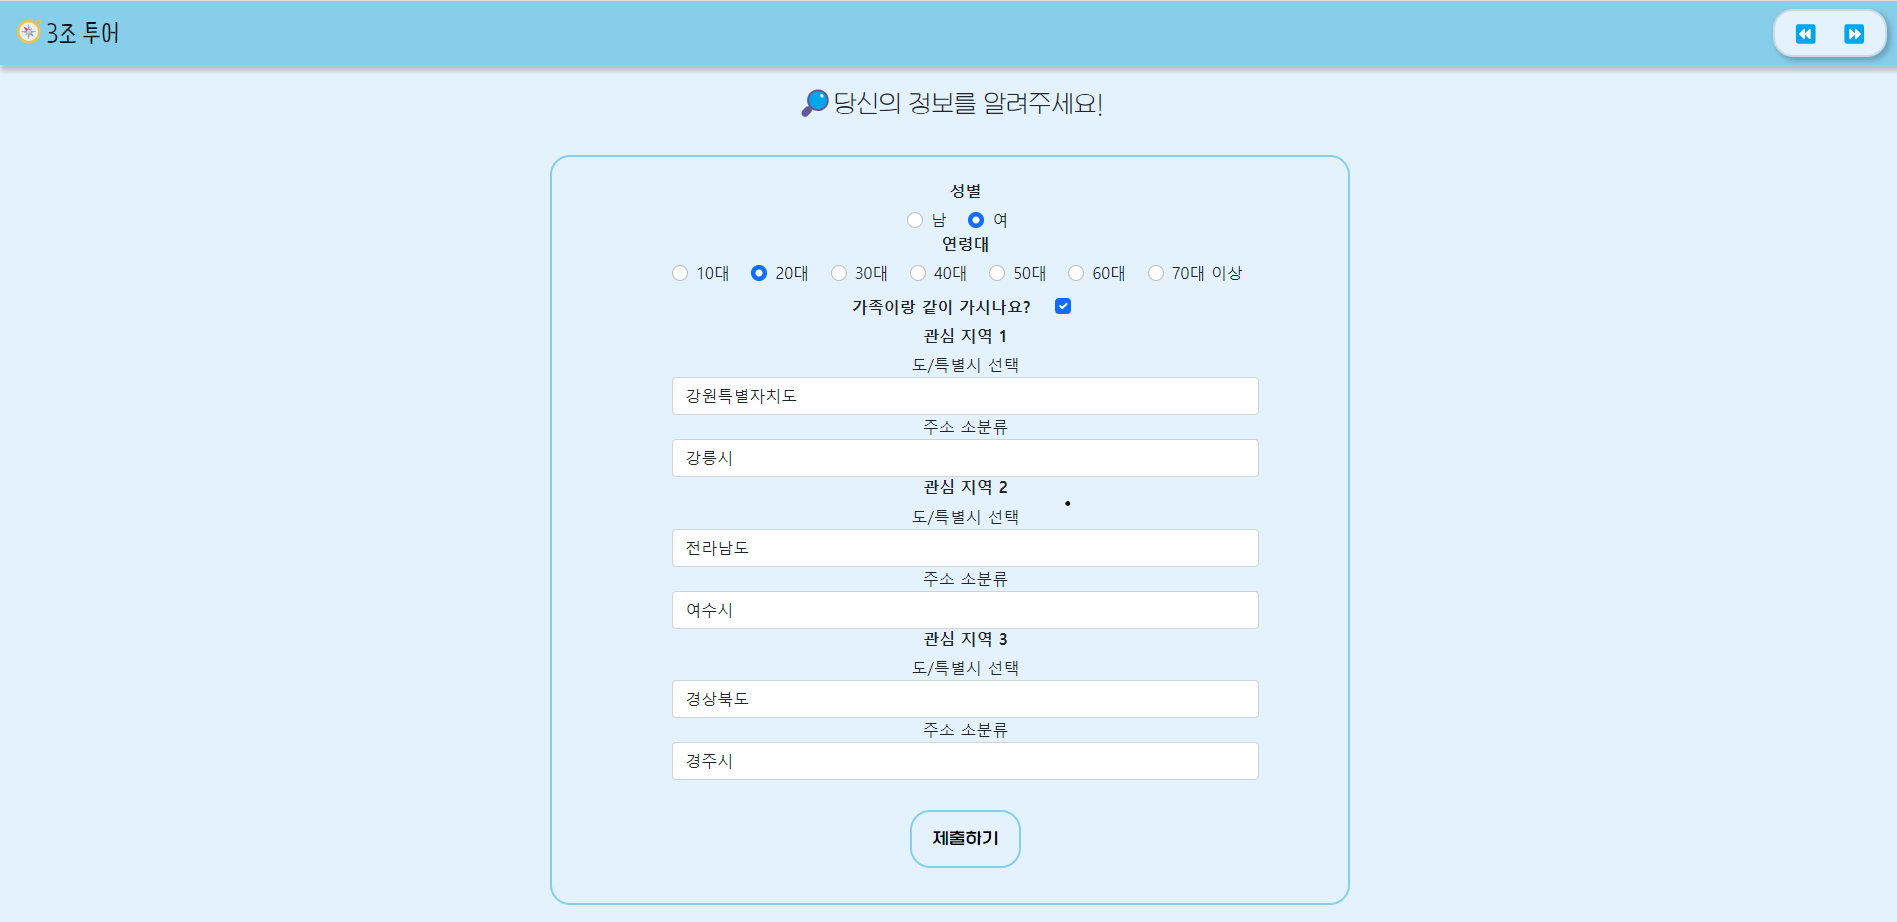 3조 투어
당신의 정보를 알려주세요!
성별
남 여
연령대
10대 20대 30대 40대 50대 60대 70대 이상
가족이랑 같이 가시나요?
관심 지역 1
도/특별시 선택
강원특별자치도
주소 소분류
강릉시
관심 지역 2
도/특별시 선택
전라남도
주소 소분류
여수시
관심 지역 3
도/특별시 선택
경상북도
주소 소분류
경주시
제출하기